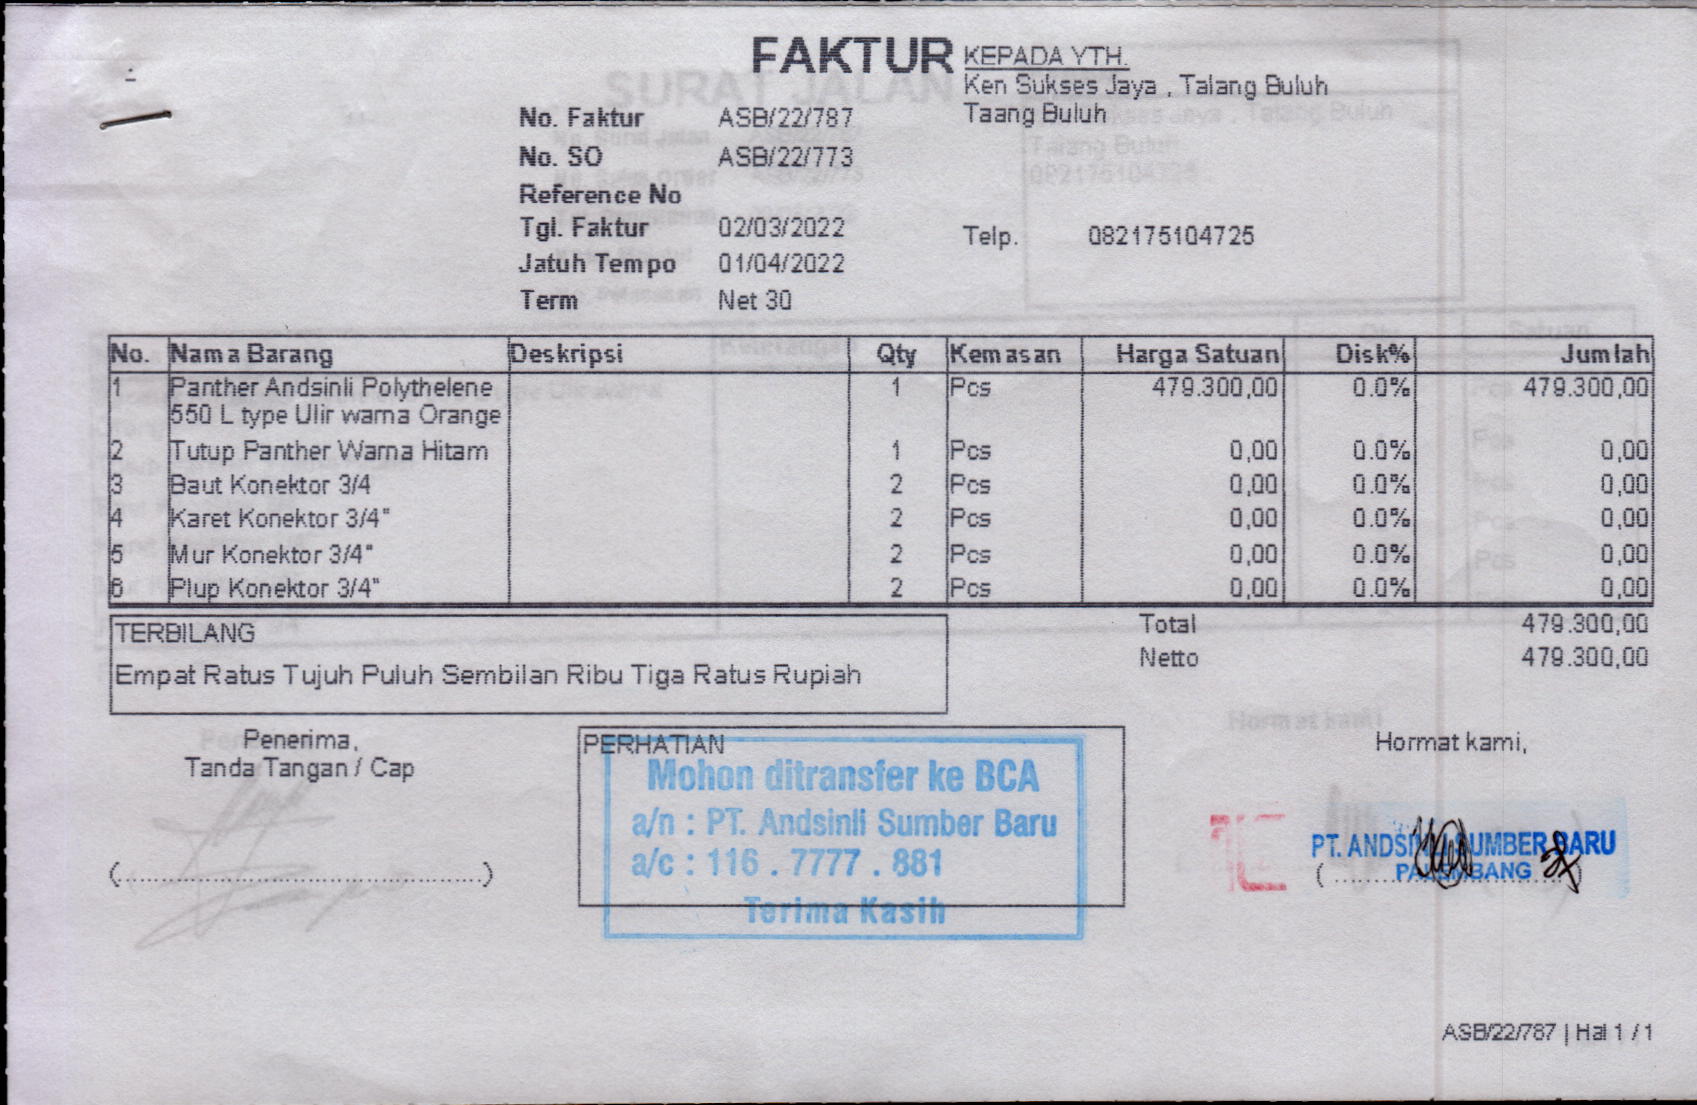 FAKTUR
KEPADA YTH.
Ken Sukses Jaya , Talang Buluh
Taang Buluh
No. Faktur ASB/22/787
No. SO ASB/22/773
Reference No
Tgl. Faktur 02/03/2022
Telp. 082175104725
Jatuh Tempo 01/04/2022
Term Net 30
No. Nama Barang Deskripsi Qty Kemasan Harga Satuan Disk% Jumlah
1 Panther Andsinli Polythelene 1 Pcs 479.300,00 0.0% 479.300,00
550 L type Ulir warna Orange
2 Tutup Panther Warna Hitam 1 Pcs 0,00 0.0% 0,00
3 Baut Konektor 3/4 2 Pcs 0,00 0.0% 0,00
4 Karet Konektor 3/4" 2 Pcs 0,00 0.0% 0,00
5 Mur Konektor 3/4" 2 Pcs 0,00 0.0% 0,00
6 Plup Konektor 3/4" 2 Pcs 0,00 0.0% 0,00
Total 479.300,00
Netto 479.300,00
TERBILANG
Empat Ratus Tujuh Puluh Sembilan Ribu Tiga Ratus Rupiah
Penerima,
Tanda Tangan / Cap
(................................................)
PERHATIAN
Mohon ditransfer ke BCA
a/n : PT. Andsinli Sumber Baru
a/c : 116 . 7777 . 881
Terima Kasih
Hormat kami,
PT. ANDSINLI SUMBER BARU
PALEMBANG
ASB/22/787 | Hal 1 / 1